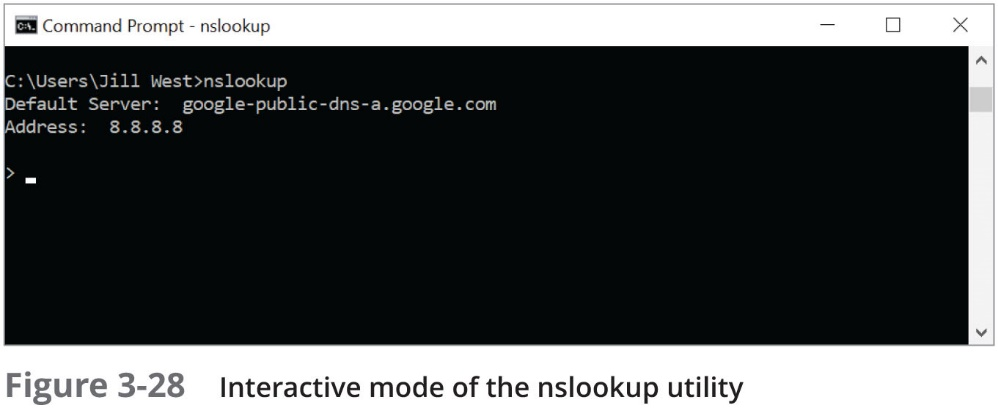 Command Prompt - nslookup
C:\Users\Jill West>nslookup
Default Server:  google-public-dns-a.google.com
Address:  8.8.8.8
>
Figure 3-28 Interactive mode of the nslookup utility